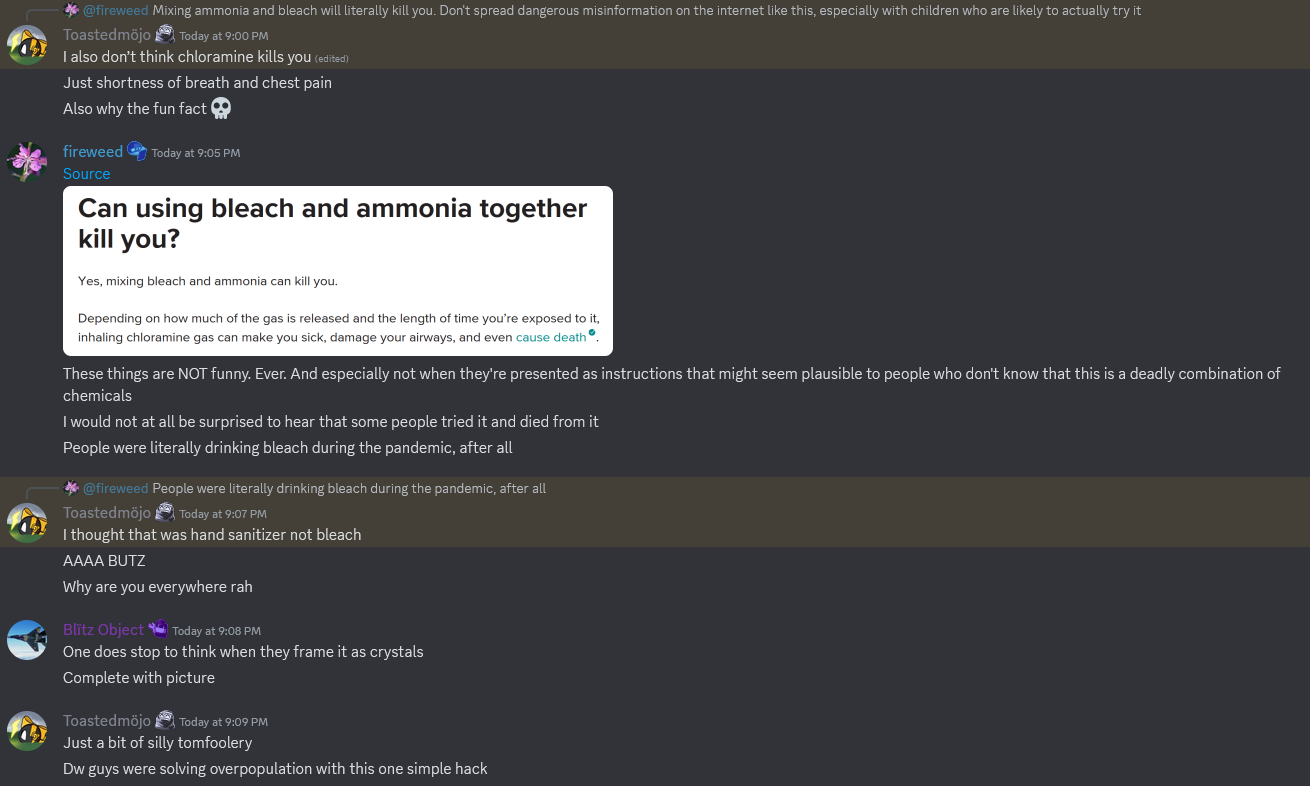 @fireweed Mixing ammonia and bleach will literally kill you. Don't spread dangerous misinformation on the internet like this, especially with children who are likely to actually try it
Toastedmöjo Today at 9:00 PM
I also don't think chloramine kills you (edited)
Just shortness of breath and chest pain
Also why the fun fact 💀
fireweed Today at 9:05 PM
Source
Can using bleach and ammonia together
kill you?
Yes, mixing bleach and ammonia can kill you.
Depending on how much of the gas is released and the length of time you're exposed to it,
inhaling chloramine gas can make you sick, damage your airways, and even cause death.
These things are NOT funny. Ever. And especially not when they're presented as instructions that might seem plausible to people who don't know that this is a deadly combination of
chemicals
I would not at all be surprised to hear that some people tried it and died from it
People were literally drinking bleach during the pandemic, after all
@fireweed People were literally drinking bleach during the pandemic, after all
Toastedmöjo Today at 9:07 PM
I thought that was hand sanitizer not bleach
AAAA BUTZ
Why are you everywhere rah
Blïtz Object Today at 9:08 PM
One does stop to think when they frame it as crystals
Complete with picture
Toastedmöjo Today at 9:09 PM
Just a bit of silly tomfoolery
Dw guys were solving overpopulation with this one simple hack